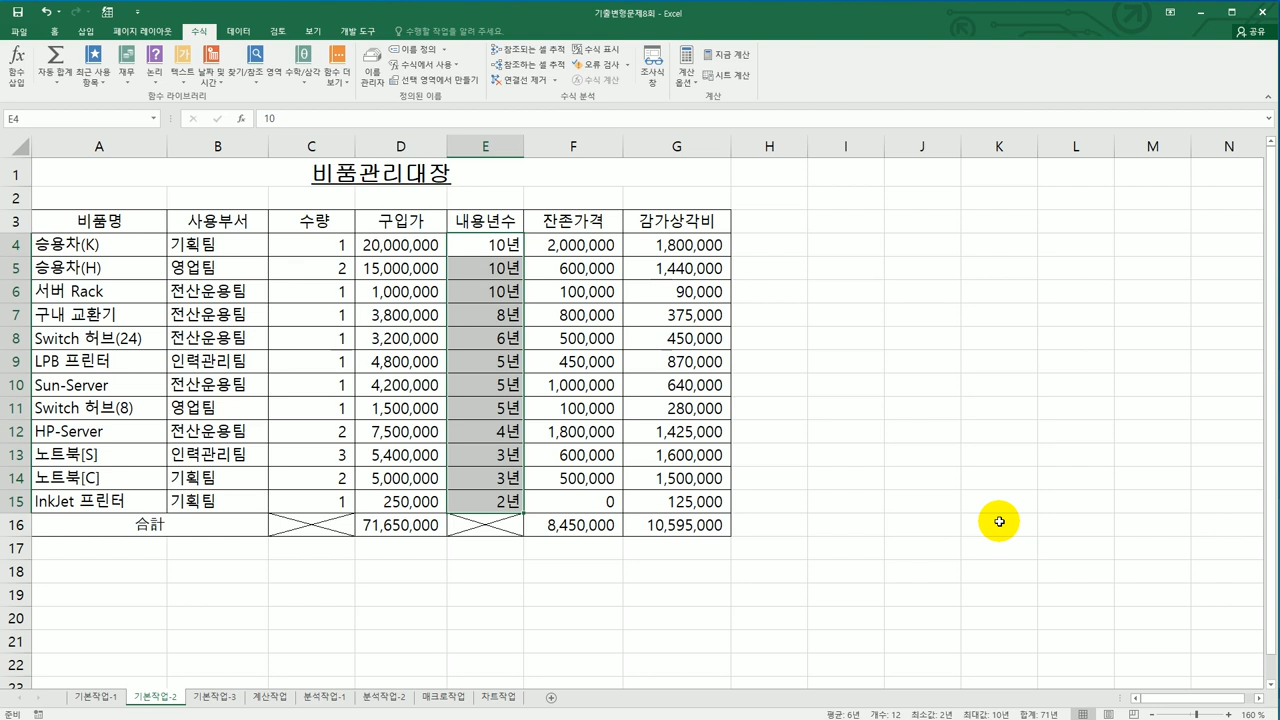 기출변형문제8회 - Excel
파일 홈 삽입 페이지 레이아웃 수식 데이터 검토 보기 개발 도구 수행할 작업을 알려 주세요. 공유
함수 삽입 자동 합계 최근 사용 항목 재무 논리 텍스트 날짜 및 시간 찾기/참조 영역 수학/삼각 함수 더 보기
함수 라이브러리
이름 관리자 이름 정의 수식에서 사용 선택 영역에서 만들기
정의된 이름
참조되는 셀 추적 참조하는 셀 추적 연결선 제거 수식 표시 오류 검사 수식 계산 조사식 창
수식 분석
계산 옵션 지금 계산 시트 계산
계산
E4 fx 10
A B C D E F G H I J K L M N
1 비품관리대장
2
3 비품명 사용부서 수량 구입가 내용년수 잔존가격 감가상각비
4 승용차(K) 기획팀 1 20,000,000 10년 2,000,000 1,800,000
5 승용차(H) 영업팀 2 15,000,000 10년 600,000 1,440,000
6 서버 Rack 전산운용팀 1 1,000,000 10년 100,000 90,000
7 구내 교환기 전산운용팀 1 3,800,000 8년 800,000 375,000
8 Switch 허브(24) 전산운용팀 1 3,200,000 6년 500,000 450,000
9 LPB 프린터 인력관리팀 1 4,800,000 5년 450,000 870,000
10 Sun-Server 전산운용팀 1 4,200,000 5년 1,000,000 640,000
11 Switch 허브(8) 영업팀 1 1,500,000 5년 100,000 280,000
12 HP-Server 전산운용팀 2 7,500,000 4년 1,800,000 1,425,000
13 노트북[S] 인력관리팀 3 5,400,000 3년 600,000 1,600,000
14 노트북[C] 기획팀 2 5,000,000 3년 500,000 1,500,000
15 InkJet 프린터 기획팀 1 250,000 2년 0 125,000
16 合計 71,650,000 8,450,000 10,595,000
17
18
19
20
21
22
23
기본작업-1 기본작업-2 기본작업-3 계산작업 분석작업-1 분석작업-2 매크로작업 차트작업
준비 평균: 6년 개수: 12 최소값: 2년 최대값: 10년 합계: 71년 160 %